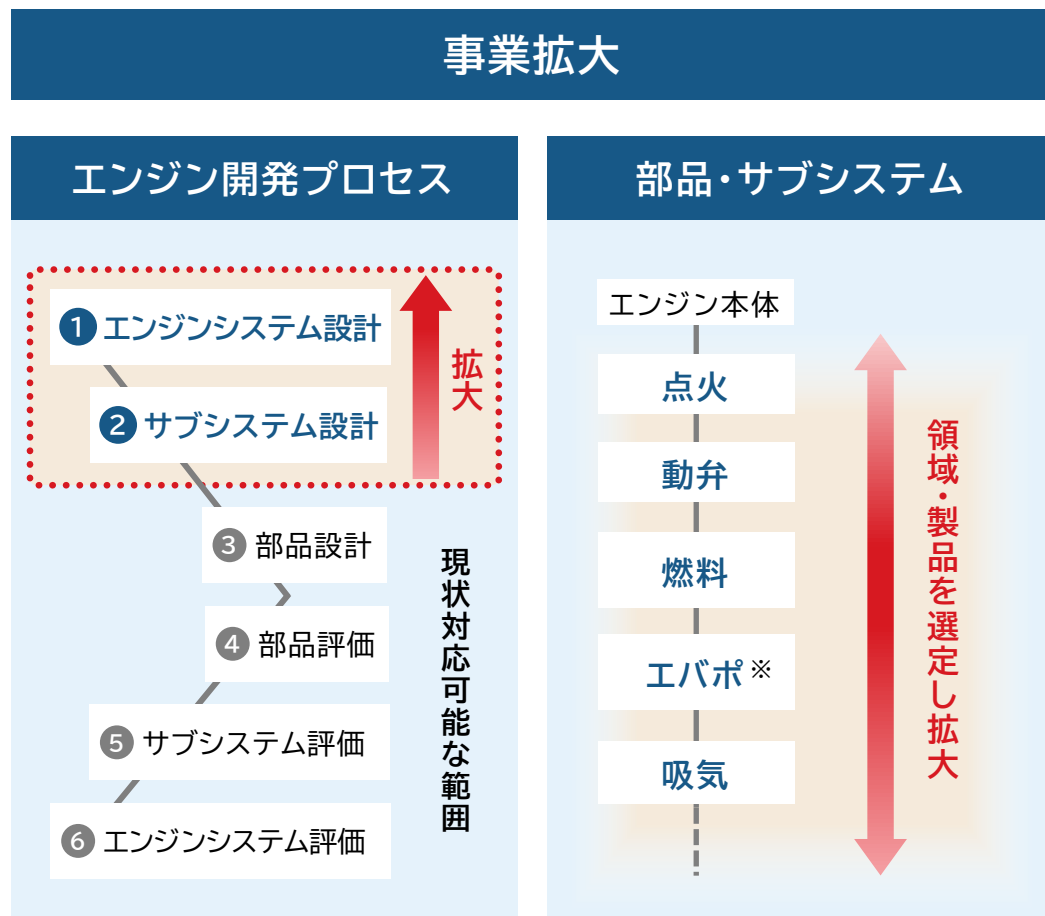 事業拡大
エンジン開発プロセス
1 エンジンシステム設計
2 サブシステム設計
拡大
3 部品設計
4 部品評価
5 サブシステム評価
6 エンジンシステム評価
現状対応可能な範囲
部品・サブシステム
エンジン本体
点火
動弁
燃料
エバポ※
吸気
領域・製品を選定し拡大